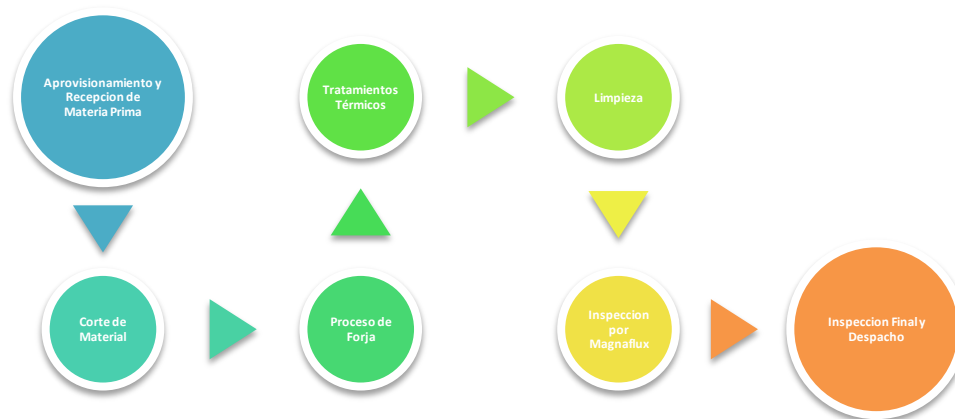 Aprovisionamiento y
Recepcion de
Materia Prima
Corte de
Material
Proceso de
Forja
Tratamientos
Térmicos
Limpieza
Inspeccion
por
Magnaflux
Inspeccion Final y
Despacho